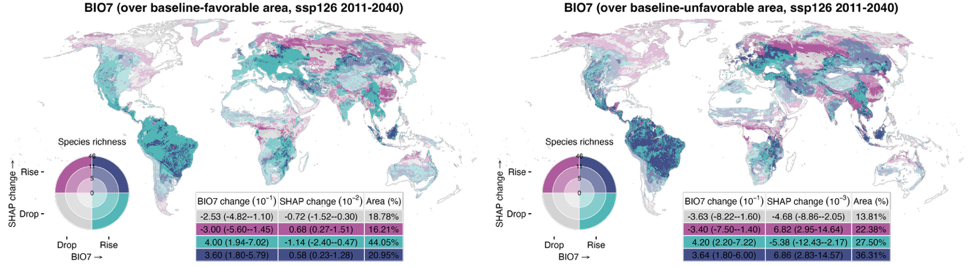 BIO7 (over baseline-favorable area, ssp126 2011-2040)
Species richness
SHAP change →
Rise
Drop
Drop
Rise
BIO7 →
BIO7 change (10⁻¹) SHAP change (10⁻²) Area (%)
-2.53 (-4.82--1.10) -0.72 (-1.52--0.30) 18.78%
-3.00 (-5.60--1.45) 0.68 (0.27-1.51) 16.21%
4.00 (1.94-7.02) -1.14 (-2.40--0.47) 44.05%
3.60 (1.80-5.79) 0.58 (0.23-1.28) 20.95%
BIO7 (over baseline-unfavorable area, ssp126 2011-2040)
Species richness
SHAP change →
Rise
Drop
Drop
Rise
BIO7 →
BIO7 change (10⁻¹) SHAP change (10⁻³) Area (%)
-3.63 (-8.22--1.60) -4.68 (-8.86--2.05) 13.81%
-3.40 (-7.50--1.40) 6.82 (2.95-14.64) 22.38%
4.20 (2.20-7.22) -5.38 (-12.43--2.17) 27.50%
3.64 (1.80-6.00) 6.86 (2.83-14.57) 36.31%